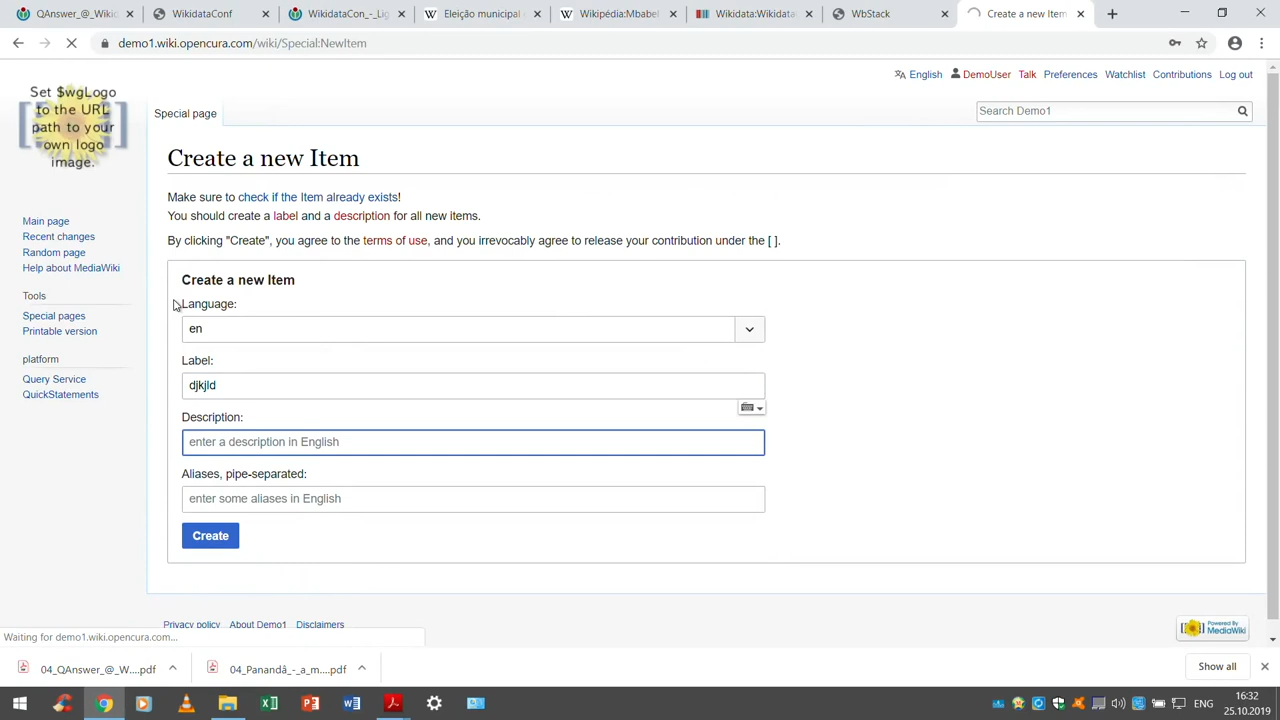 QAnswer_@_Wiki
WikidataConf
WikidataCon_-_Lig
Eleição municipal
Wikipédia:Mbabel
Wikidata:Wikidata
WbStack
Create a new Item
demo1.wiki.opencura.com/wiki/Special:NewItem
English DemoUser Talk Preferences Watchlist Contributions Log out
Set $wgLogo
to the URL
path to your
own logo
image.
Special page
Search Demo1
Create a new Item
Make sure to check if the Item already exists!
You should create a label and a description for all new items.
By clicking "Create", you agree to the terms of use, and you irrevocably agree to release your contribution under the [ ].
Main page
Recent changes
Random page
Help about MediaWiki
Tools
Special pages
Printable version
platform
Query Service
QuickStatements
Create a new Item
Language:
en
Label:
djkjld
Description:
enter a description in English
Aliases, pipe-separated:
enter some aliases in English
Create
Privacy policy About Demo1 Disclaimers
Powered By
MediaWiki
Waiting for demo1.wiki.opencura.com...
04_QAnswer_@_W....pdf
04_Panandâ_-_a_m....pdf
Show all
ENG
16:32
25.10.2019